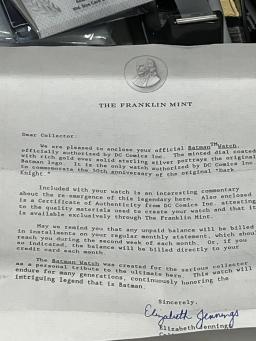 THE FRANKLIN MINT
Dear Collector:
We are pleased to enclose your official Batman™ Watch
officially authorized by DC Comics Inc. The minted dial coated
with rich gold over solid sterling silver portrays the original
Batman logo. It is the only watch authorized by DC Comics Inc
to commemorate the 50th anniversary of the original "Dark
Knight."
Included with your watch is an interesting commentary
about the re-emergence of this legendary hero. Also enclosed
is a Certificate of Authenticity from DC Comics Inc. attesting
to the quality materials used to create your watch and that it
is available exclusively through The Franklin Mint.
May we remind you that any unpaid balance will be billed
in installments on your regular monthly statement, which shou
reach you during the second week of each month. Or, if you
so indicated, the balance will be billed directly to your
credit card each month.
The Batman Watch was created for the serious collector
as a personal tribute to the ultimate hero. This watch will
endure for many generations, continuously honoring the
intriguing legend that is Batman.
Sincerely,
Elizabeth Jennings
Elizabeth Jenning